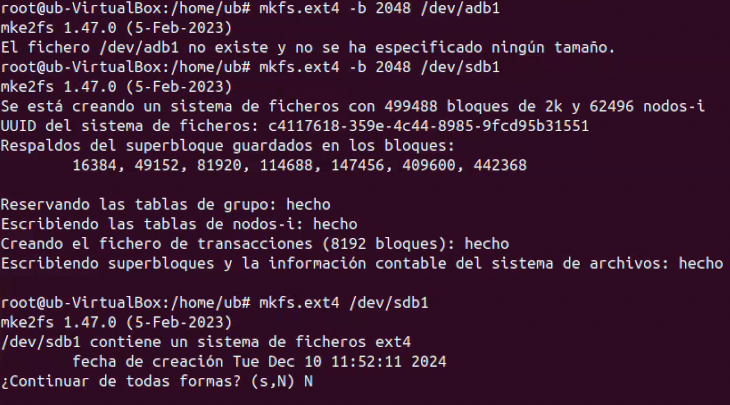 root@ub-VirtualBox:/home/ub# mkfs.ext4 -b 2048 /dev/adb1
mke2fs 1.47.0 (5-Feb-2023)
El fichero /dev/adb1 no existe y no se ha especificado ningún tamaño.
root@ub-VirtualBox:/home/ub# mkfs.ext4 -b 2048 /dev/sdb1
mke2fs 1.47.0 (5-Feb-2023)
Se está creando un sistema de ficheros con 499488 bloques de 2k y 62496 nodos-i
UUID del sistema de ficheros: c4117618-359e-4c44-8985-9fcd95b31551
Respaldos del superbloque guardados en los bloques:
        16384, 49152, 81920, 114688, 147456, 409600, 442368

Reservando las tablas de grupo: hecho
Escribiendo las tablas de nodos-i: hecho
Creando el fichero de transacciones (8192 bloques): hecho
Escribiendo superbloques y la información contable del sistema de archivos: hecho

root@ub-VirtualBox:/home/ub# mkfs.ext4 /dev/sdb1
mke2fs 1.47.0 (5-Feb-2023)
/dev/sdb1 contiene un sistema de ficheros ext4
        fecha de creación Tue Dec 10 11:52:11 2024
¿Continuar de todas formas? (s,N) N